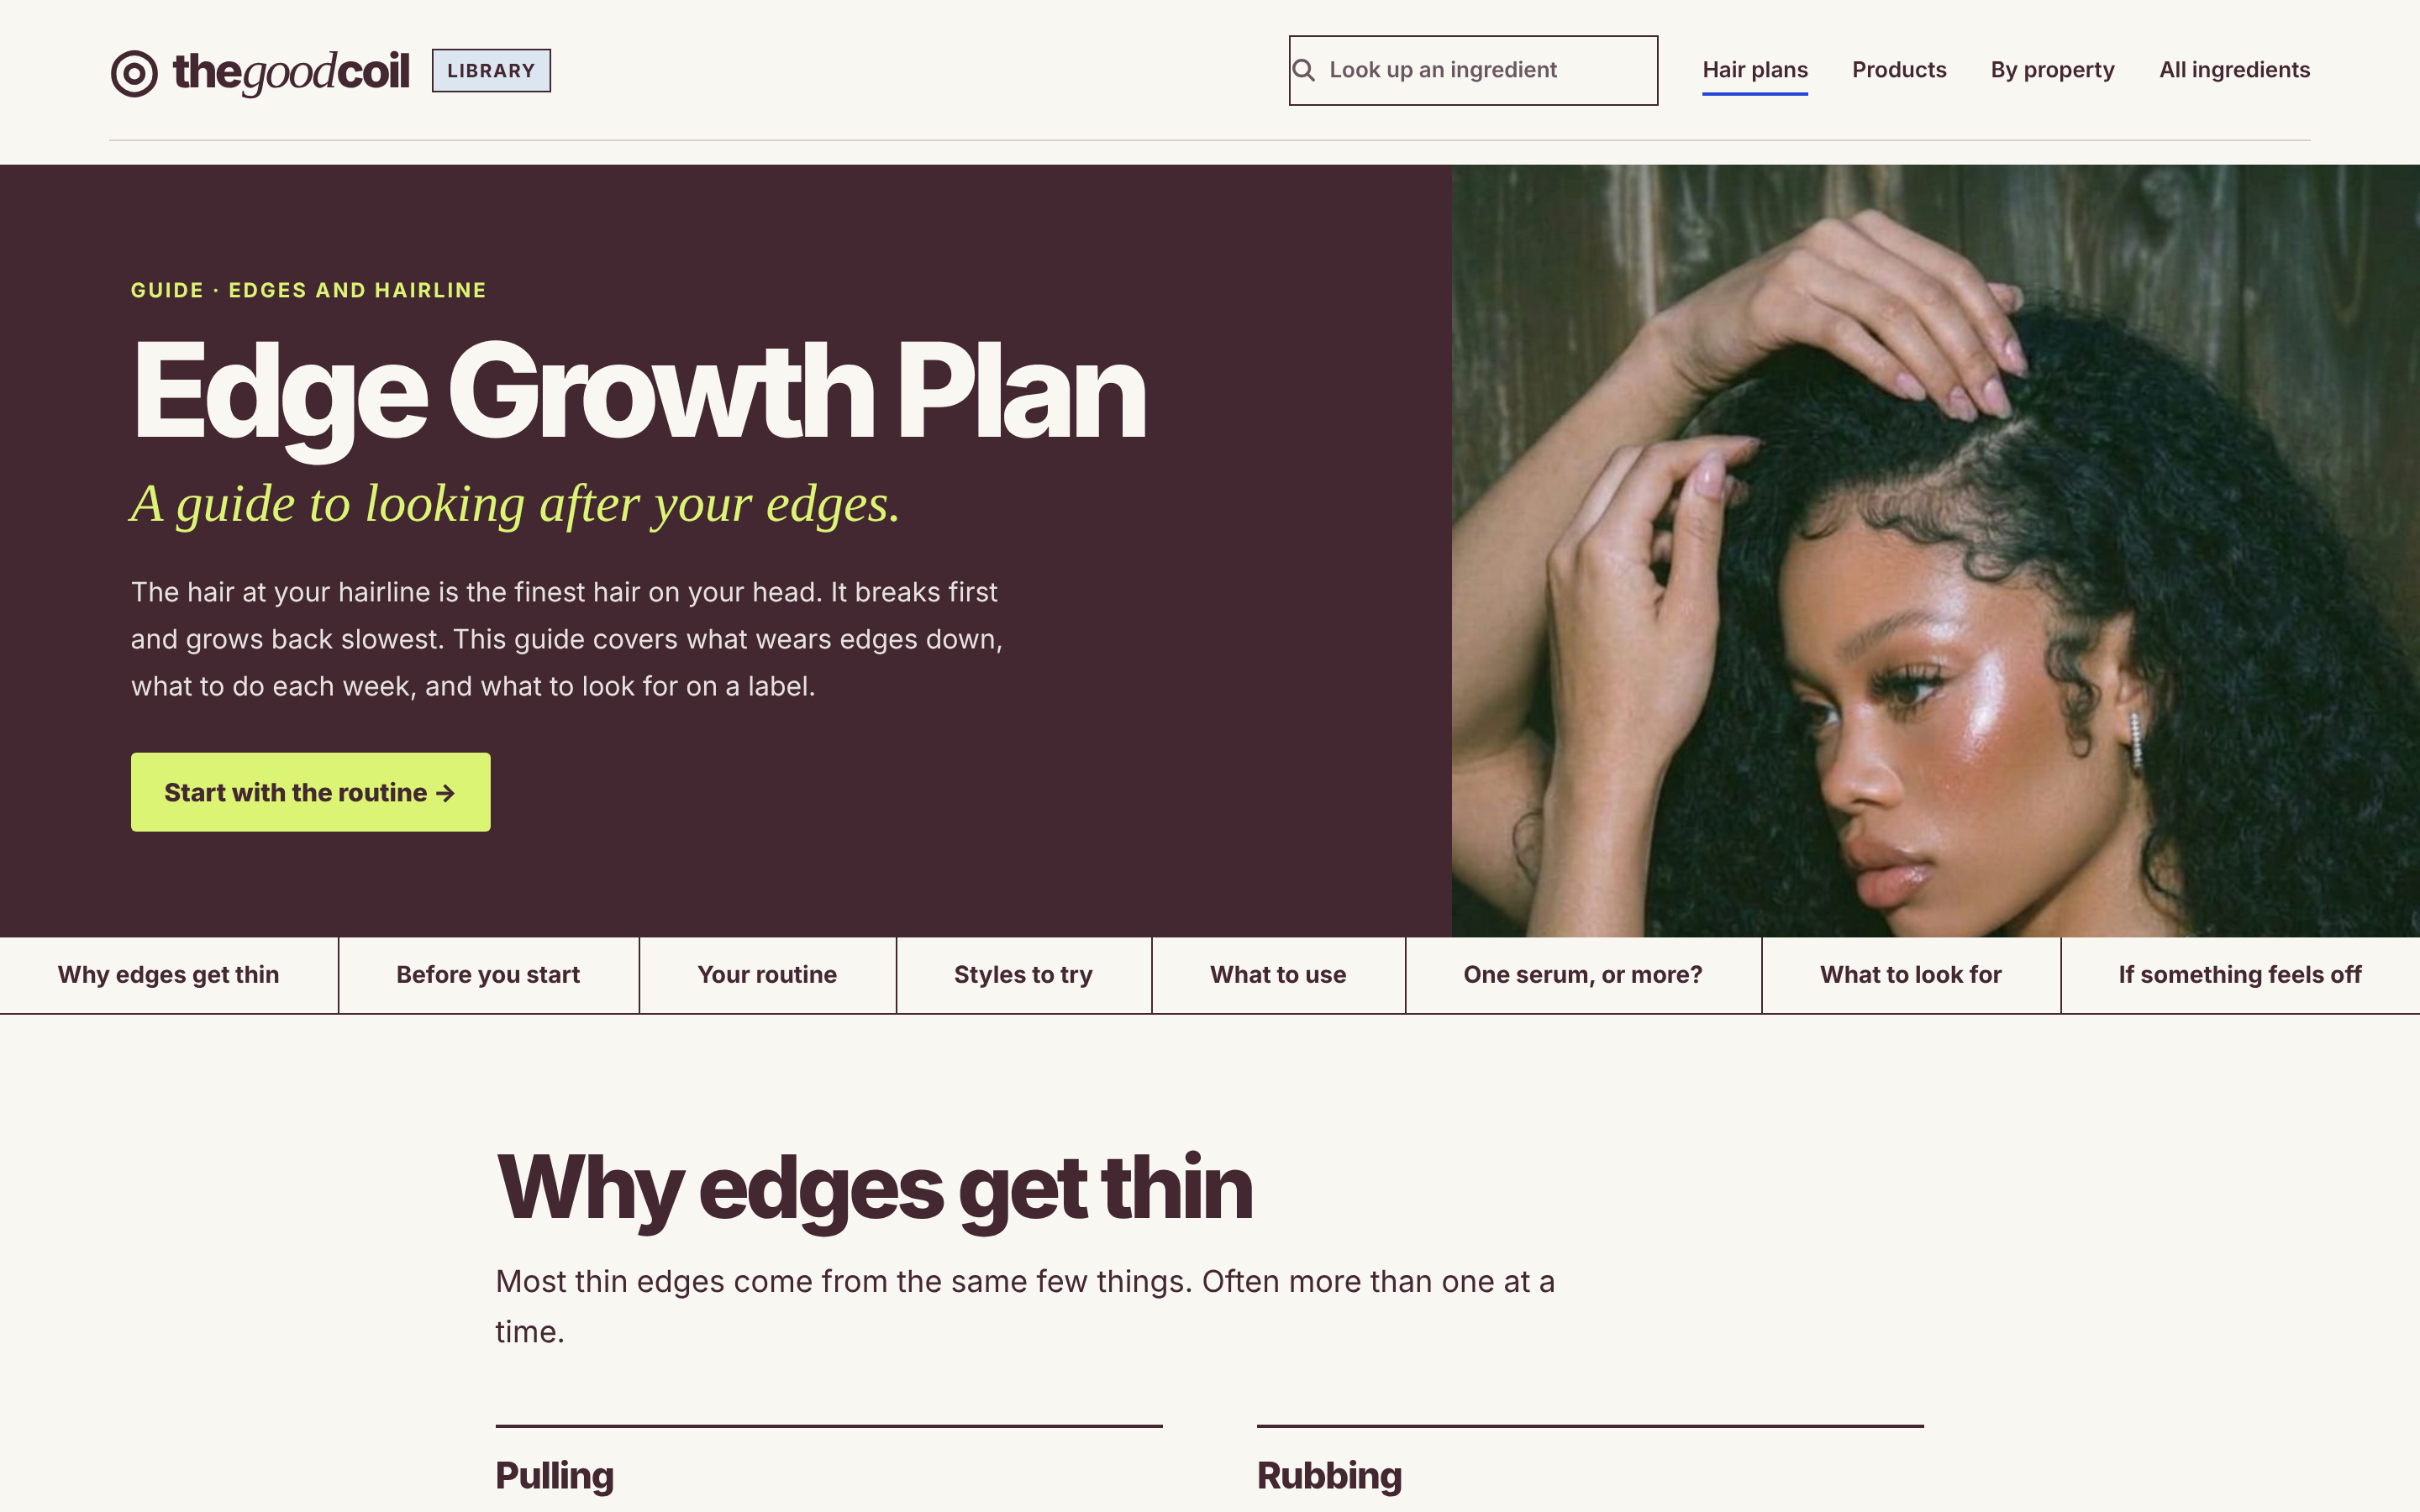 thegoodcoil
LIBRARY
Look up an ingredient
Hair plans
Products
By property
All ingredients
GUIDE · EDGES AND HAIRLINE
Edge Growth Plan
A guide to looking after your edges.
The hair at your hairline is the finest hair on your head. It breaks first
and grows back slowest. This guide covers what wears edges down,
what to do each week, and what to look for on a label.
Start with the routine →
Why edges get thin
Before you start
Your routine
Styles to try
What to use
One serum, or more?
What to look for
If something feels off
Why edges get thin
Most thin edges come from the same few things. Often more than one at a
time.
Pulling
Rubbing